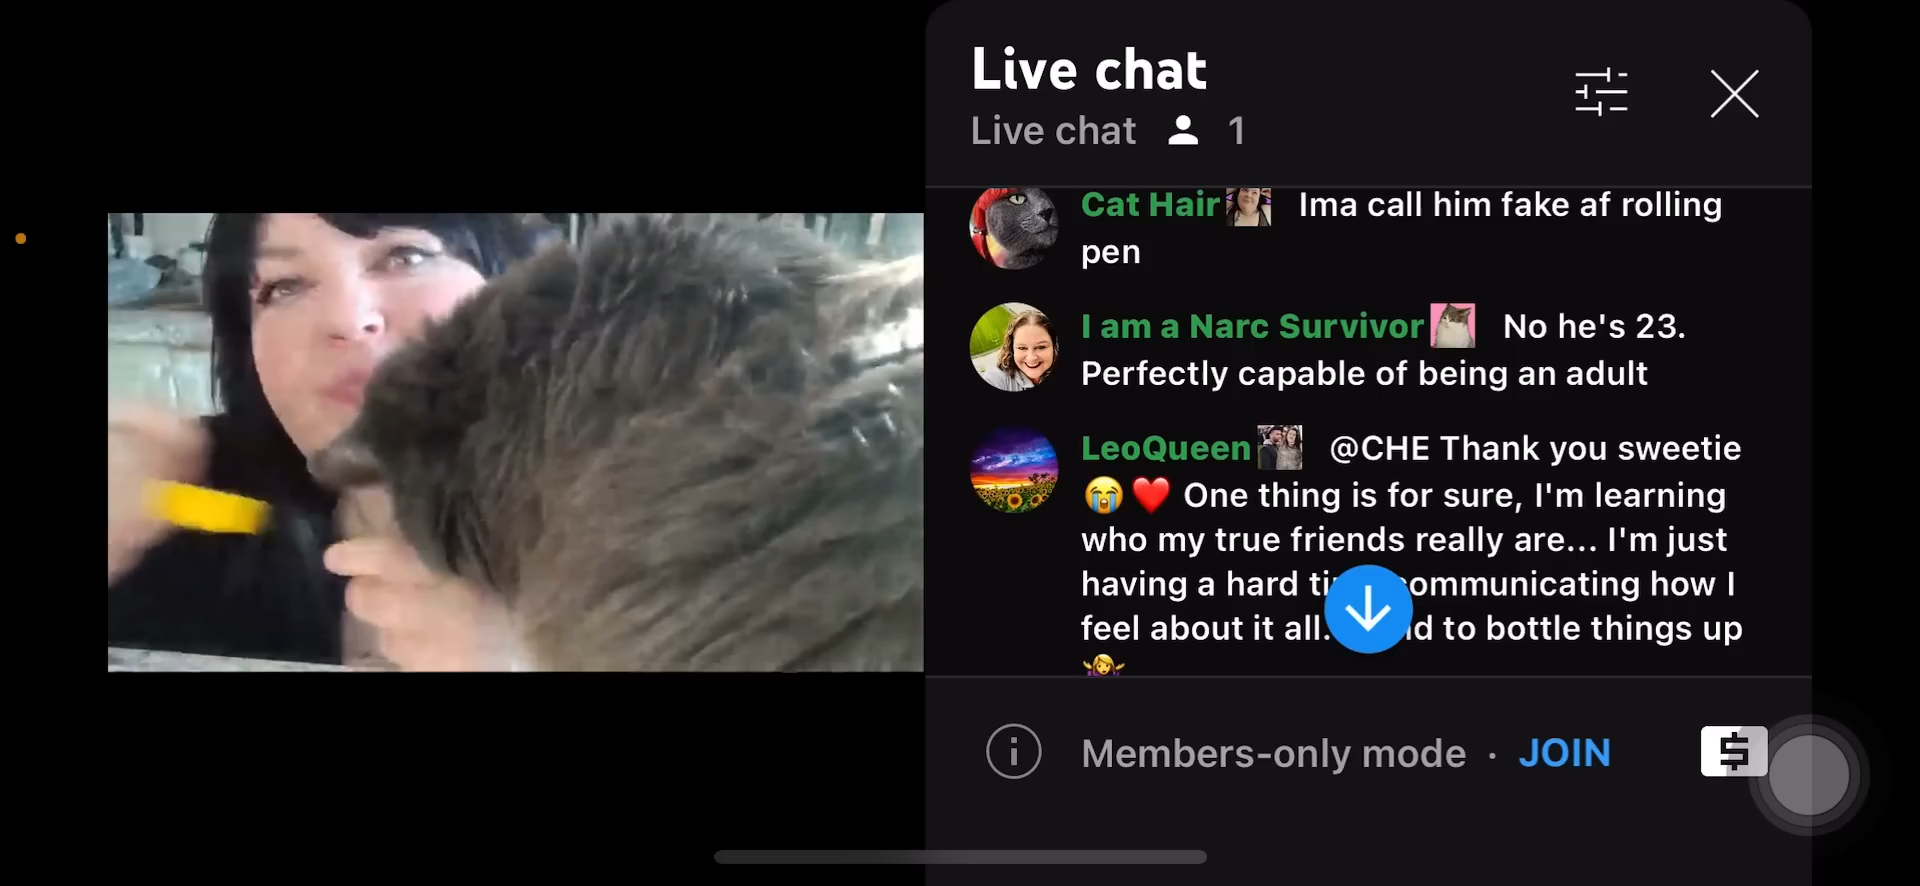 Live chat
Live chat 1
Cat Hair Ima call him fake af rolling
pen
I am a Narc Survivor No he's 23.
Perfectly capable of being an adult
LeoQueen @CHE Thank you sweetie
😭❤️ One thing is for sure, I'm learning
who my true friends really are... I'm just
having a hard communicating how I
feel about it all. to bottle things up
🤷‍♀️
Members-only mode · JOIN
$